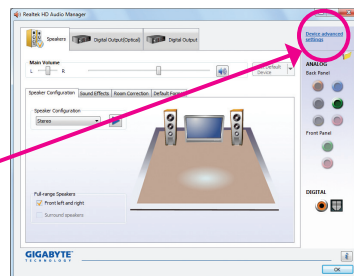 Realtek HD Audio Manager
Speakers
Digital Output(Optical)
Digital Output
Device advanced
settings
Main Volume
L
R
Default
Device
ANALOG
Back Panel
Speaker Configuration
Sound Effects
Room Correction
Default Format
Speaker Configuration
Stereo
Front Panel
Full-range Speakers
Front left and right
Surround speakers
DIGITAL
GIGABYTE
TECHNOLOGY
i
OK